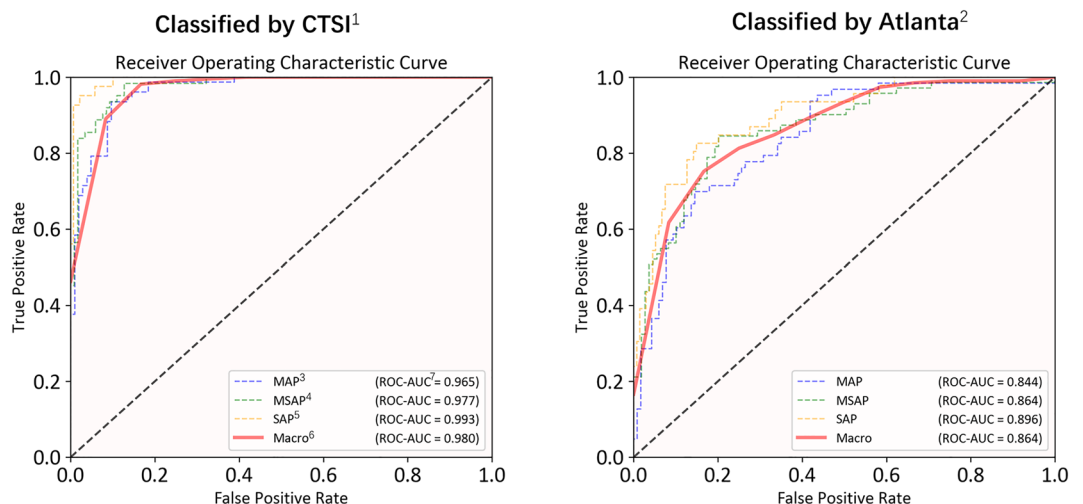 Classified by CTSI¹
Receiver Operating Characteristic Curve
True Positive Rate
1.0
0.8
0.6
0.4
0.2
0.0
MAP³ (ROC-AUC⁷= 0.965)
MSAP⁴ (ROC-AUC = 0.977)
SAP⁵ (ROC-AUC = 0.993)
Macro⁶ (ROC-AUC = 0.980)
0.0 0.2 0.4 0.6 0.8 1.0
False Positive Rate
Classified by Atlanta²
Receiver Operating Characteristic Curve
True Positive Rate
1.0
0.8
0.6
0.4
0.2
0.0
MAP (ROC-AUC = 0.844)
MSAP (ROC-AUC = 0.864)
SAP (ROC-AUC = 0.896)
Macro (ROC-AUC = 0.864)
0.0 0.2 0.4 0.6 0.8 1.0
False Positive Rate